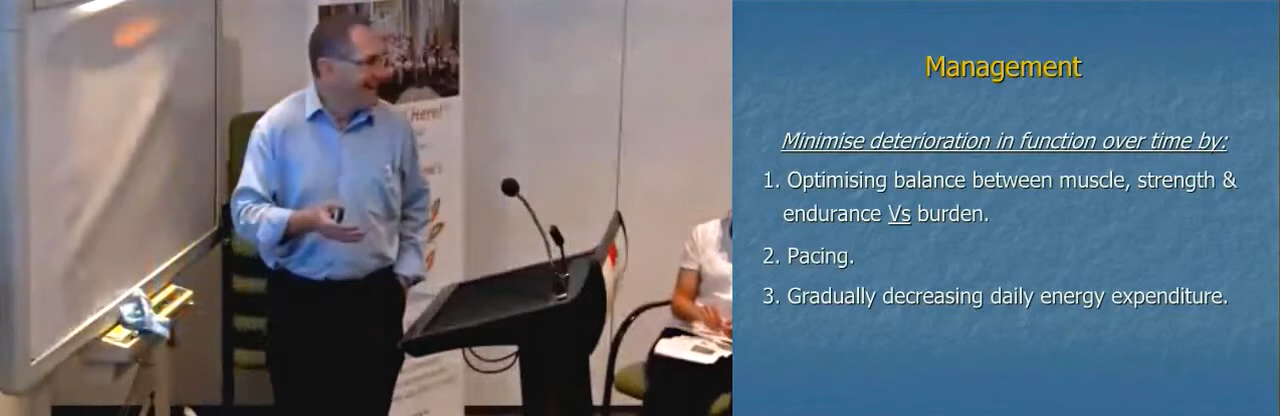 Here!
Management
Minimise deterioration in function over time by:
1. Optimising balance between muscle, strength &
endurance Vs burden.
2. Pacing.
3. Gradually decreasing daily energy expenditure.